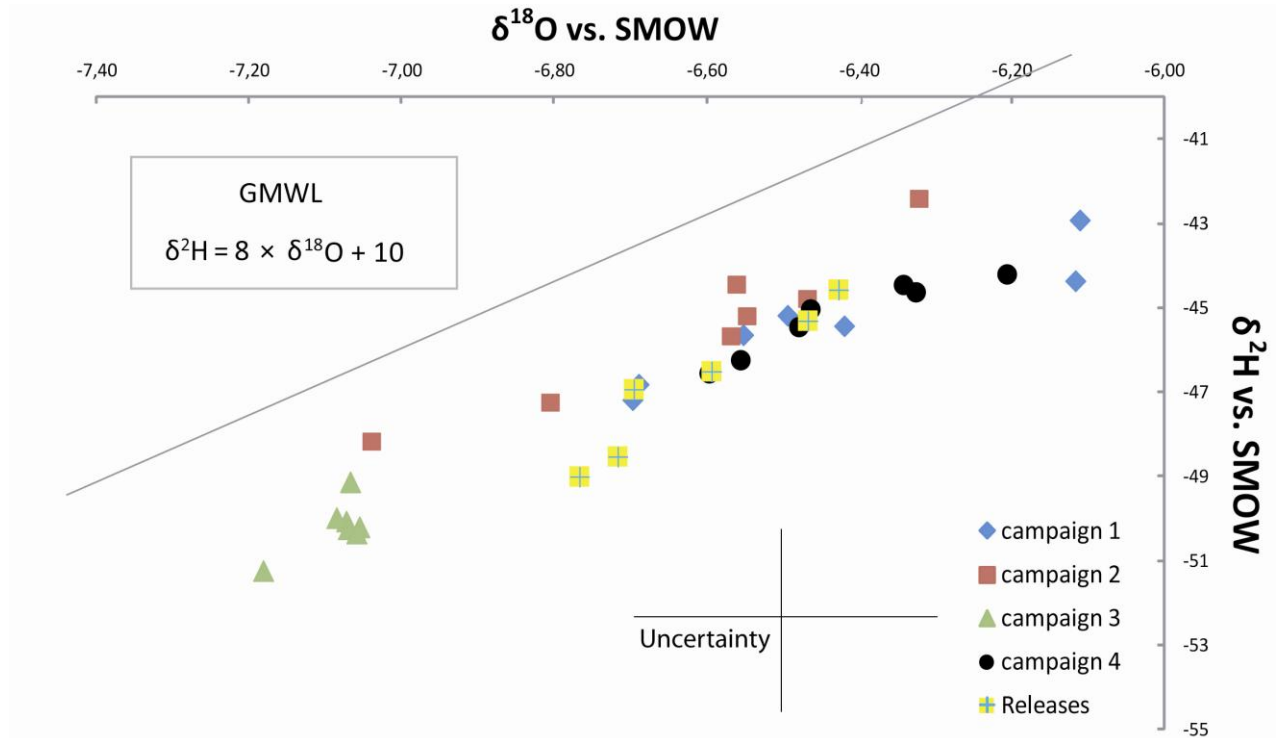 δ¹⁸O vs. SMOW
-7,40 -7,20 -7,00 -6,80 -6,60 -6,40 -6,20 -6,00
-41
GMWL
δ²H = 8 × δ¹⁸O + 10
-43
-45
-47
-49
-51
-53
-55
δ²H vs. SMOW
Uncertainty
campaign 1
campaign 2
campaign 3
campaign 4
Releases